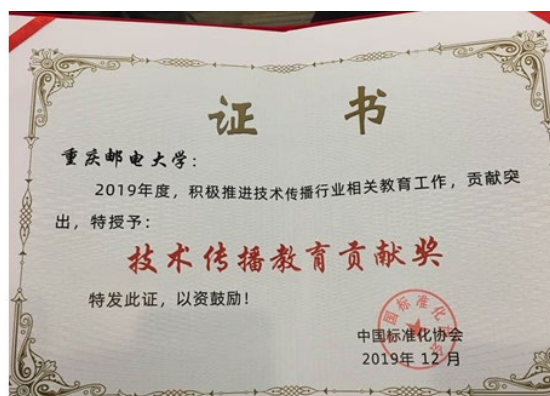 证 书
重庆邮电大学：
2019年度，积极推进技术传播行业相关教育工作，贡献突
出，特授予：
技术传播教育贡献奖
特发此证，以资鼓励！
中国标准化协会
2019年 12 月